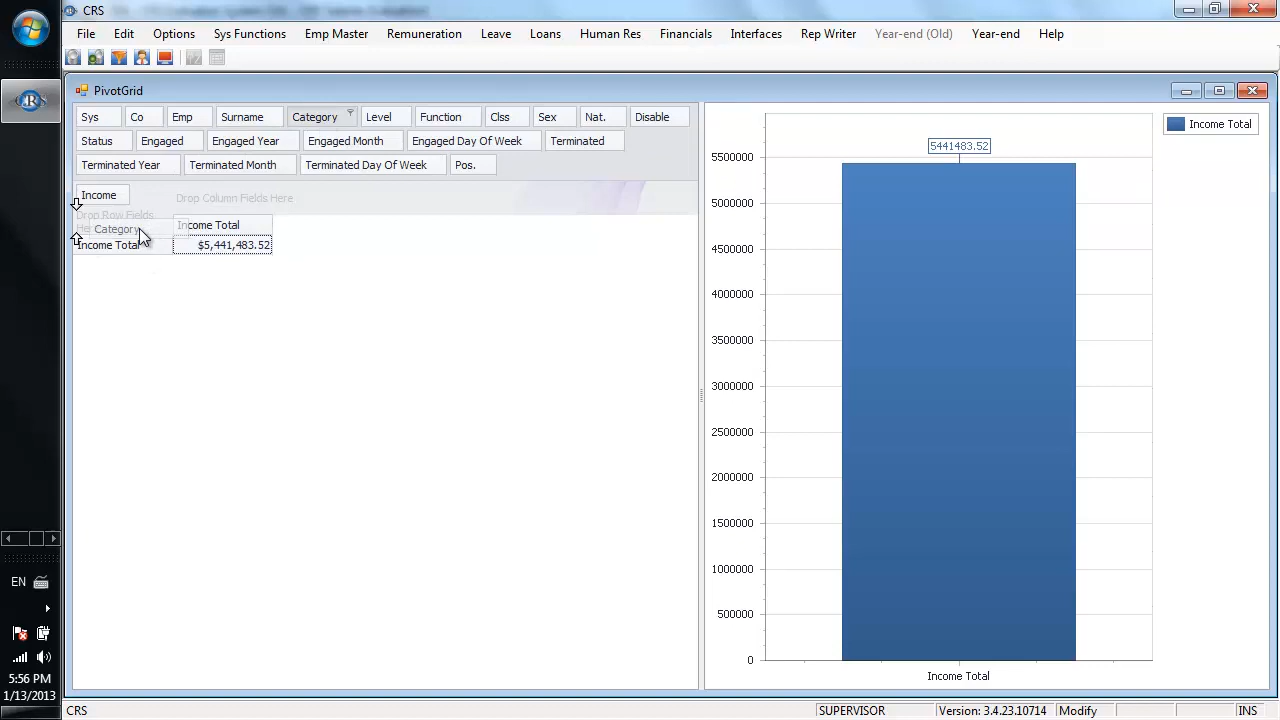 CRS
File Edit Options Sys Functions Emp Master Remuneration Leave Loans Human Res Financials Interfaces Rep Writer Year-end (Old) Year-end Help
PivotGrid
Sys Co Emp Surname Category Level Function Clss Sex Nat. Disable
Status Engaged Engaged Year Engaged Month Engaged Day Of Week Terminated
Terminated Year Terminated Month Terminated Day Of Week Pos.
Income
Drop Column Fields Here
Drop Row Fields
Category
Income Total
Income Total $5,441,483.52
5441483.52
Income Total
5500000
5000000
4500000
4000000
3500000
3000000
2500000
2000000
1500000
1000000
500000
0
Income Total
EN
5:56 PM
1/13/2013
CRS SUPERVISOR Version: 3.4.23.10714 Modify INS